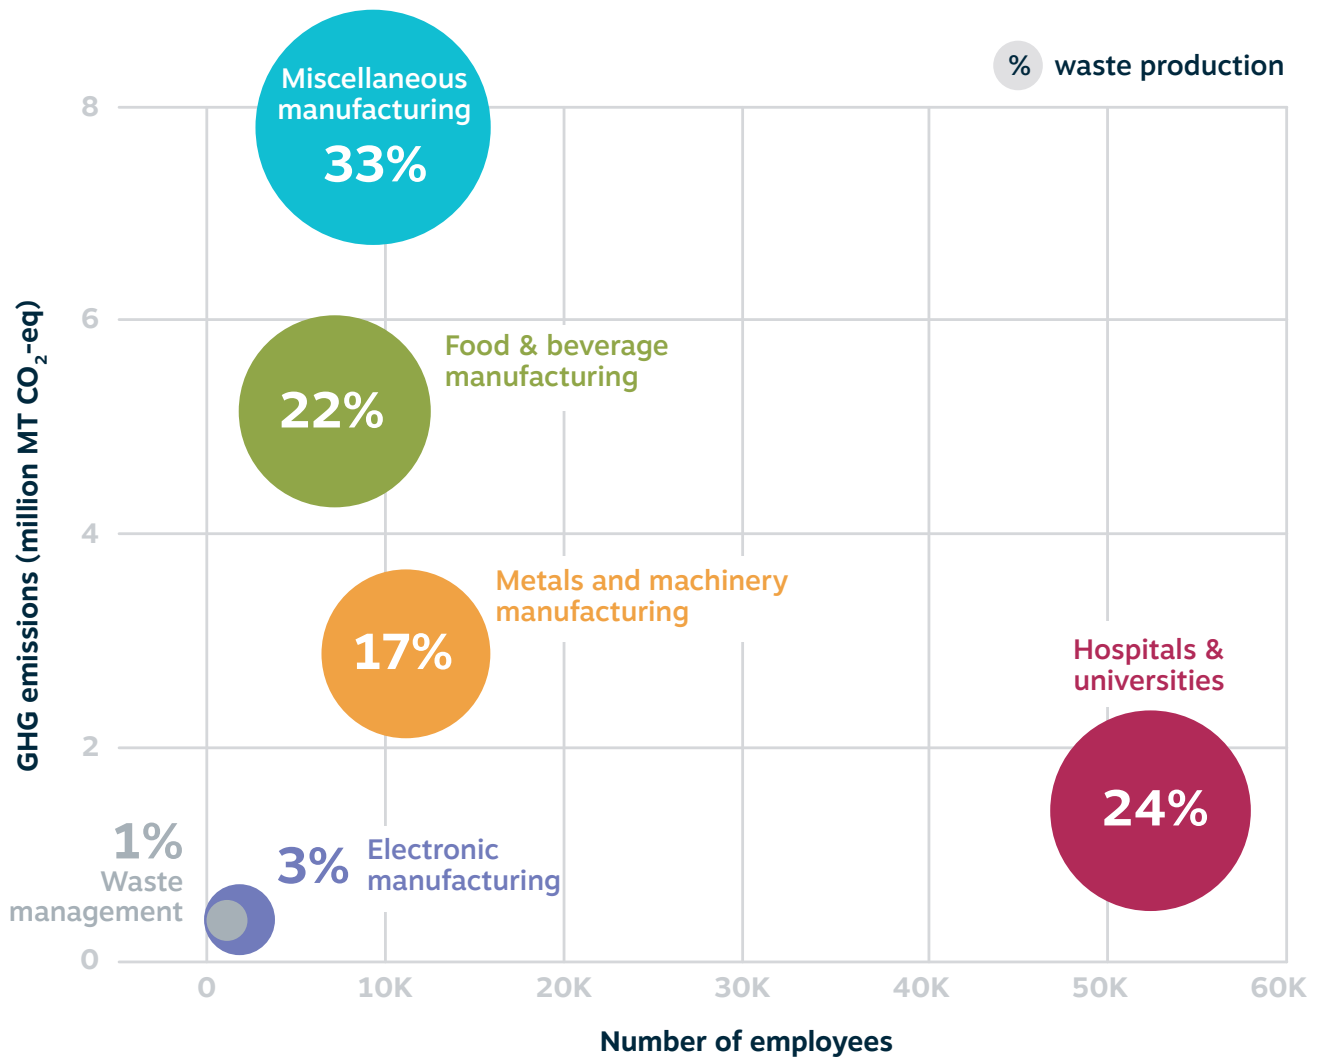 % waste production
Miscellaneous
manufacturing
33%
8
6
Food & beverage
manufacturing
22%
4
Metals and machinery
manufacturing
17%
Hospitals &
universities
24%
2
1%
Waste
management
3%
Electronic
manufacturing
0
0 10K 20K 30K 40K 50K 60K
Number of employees
GHG emissions (million MT CO₂-eq)